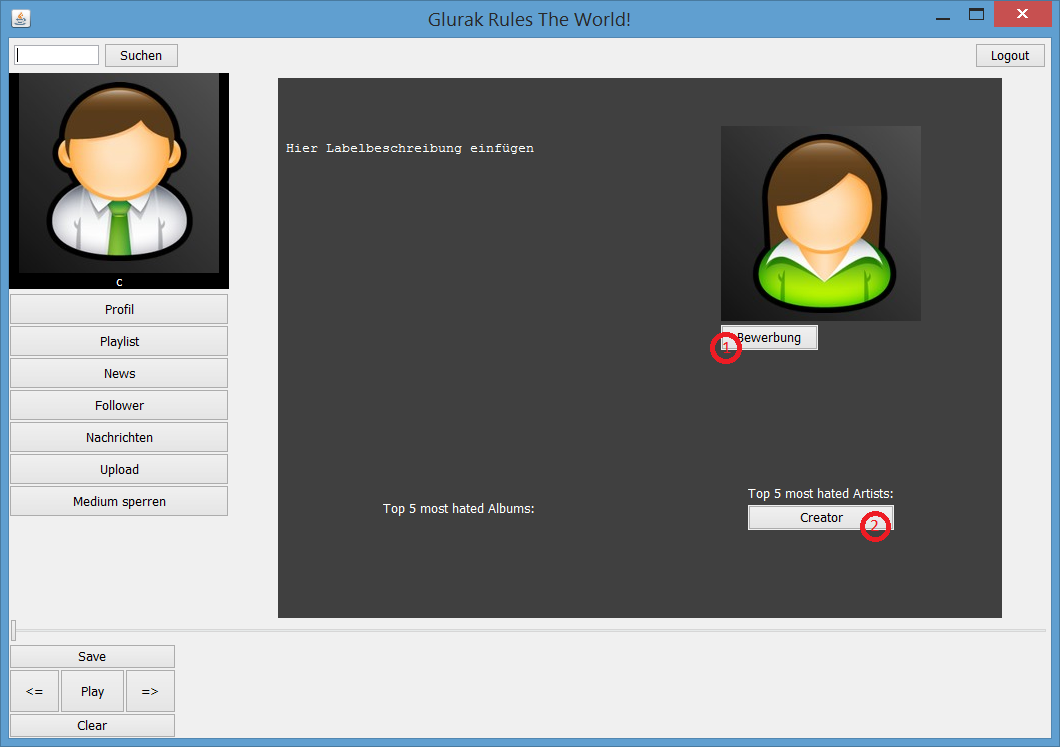 Glurak Rules The World!
Suchen
Logout
c
Profil
Playlist
News
Follower
Nachrichten
Upload
Medium sperren
Hier Labelbeschreibung einfügen
Bewerbung
1
Top 5 most hated Albums:
Top 5 most hated Artists:
Creator
2
Save
<= Play =>
Clear